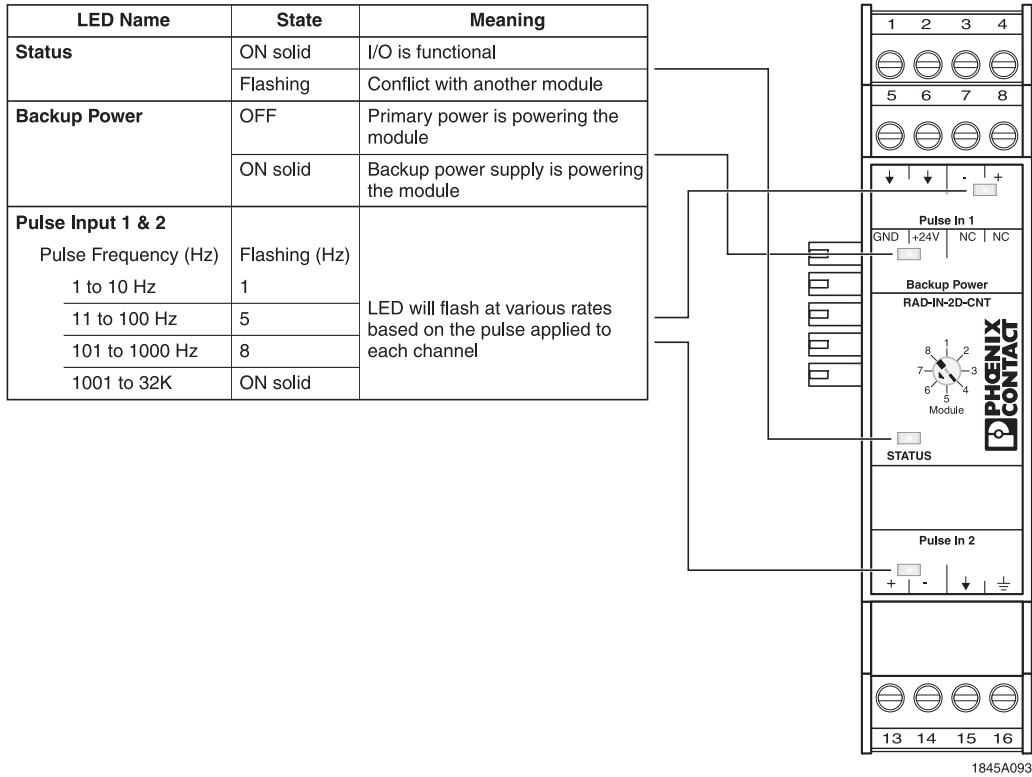 LED Name State Meaning
Status ON solid I/O is functional
Flashing Conflict with another module
Backup Power OFF Primary power is powering the
module
ON solid Backup power supply is powering
the module
Pulse Input 1 & 2
Pulse Frequency (Hz) Flashing (Hz)
1 to 10 Hz 1
11 to 100 Hz 5
101 to 1000 Hz 8
1001 to 32K ON solid
LED will flash at various rates
based on the pulse applied to
each channel
1 2 3 4
5 6 7 8
- +
Pulse In 1
GND +24V NC NC
Backup Power
RAD-IN-2D-CNT
1
2
3
4
5
6
7
8
Module
PHŒNIX
CONTACT
STATUS
Pulse In 2
+ -
13 14 15 16
1845A093